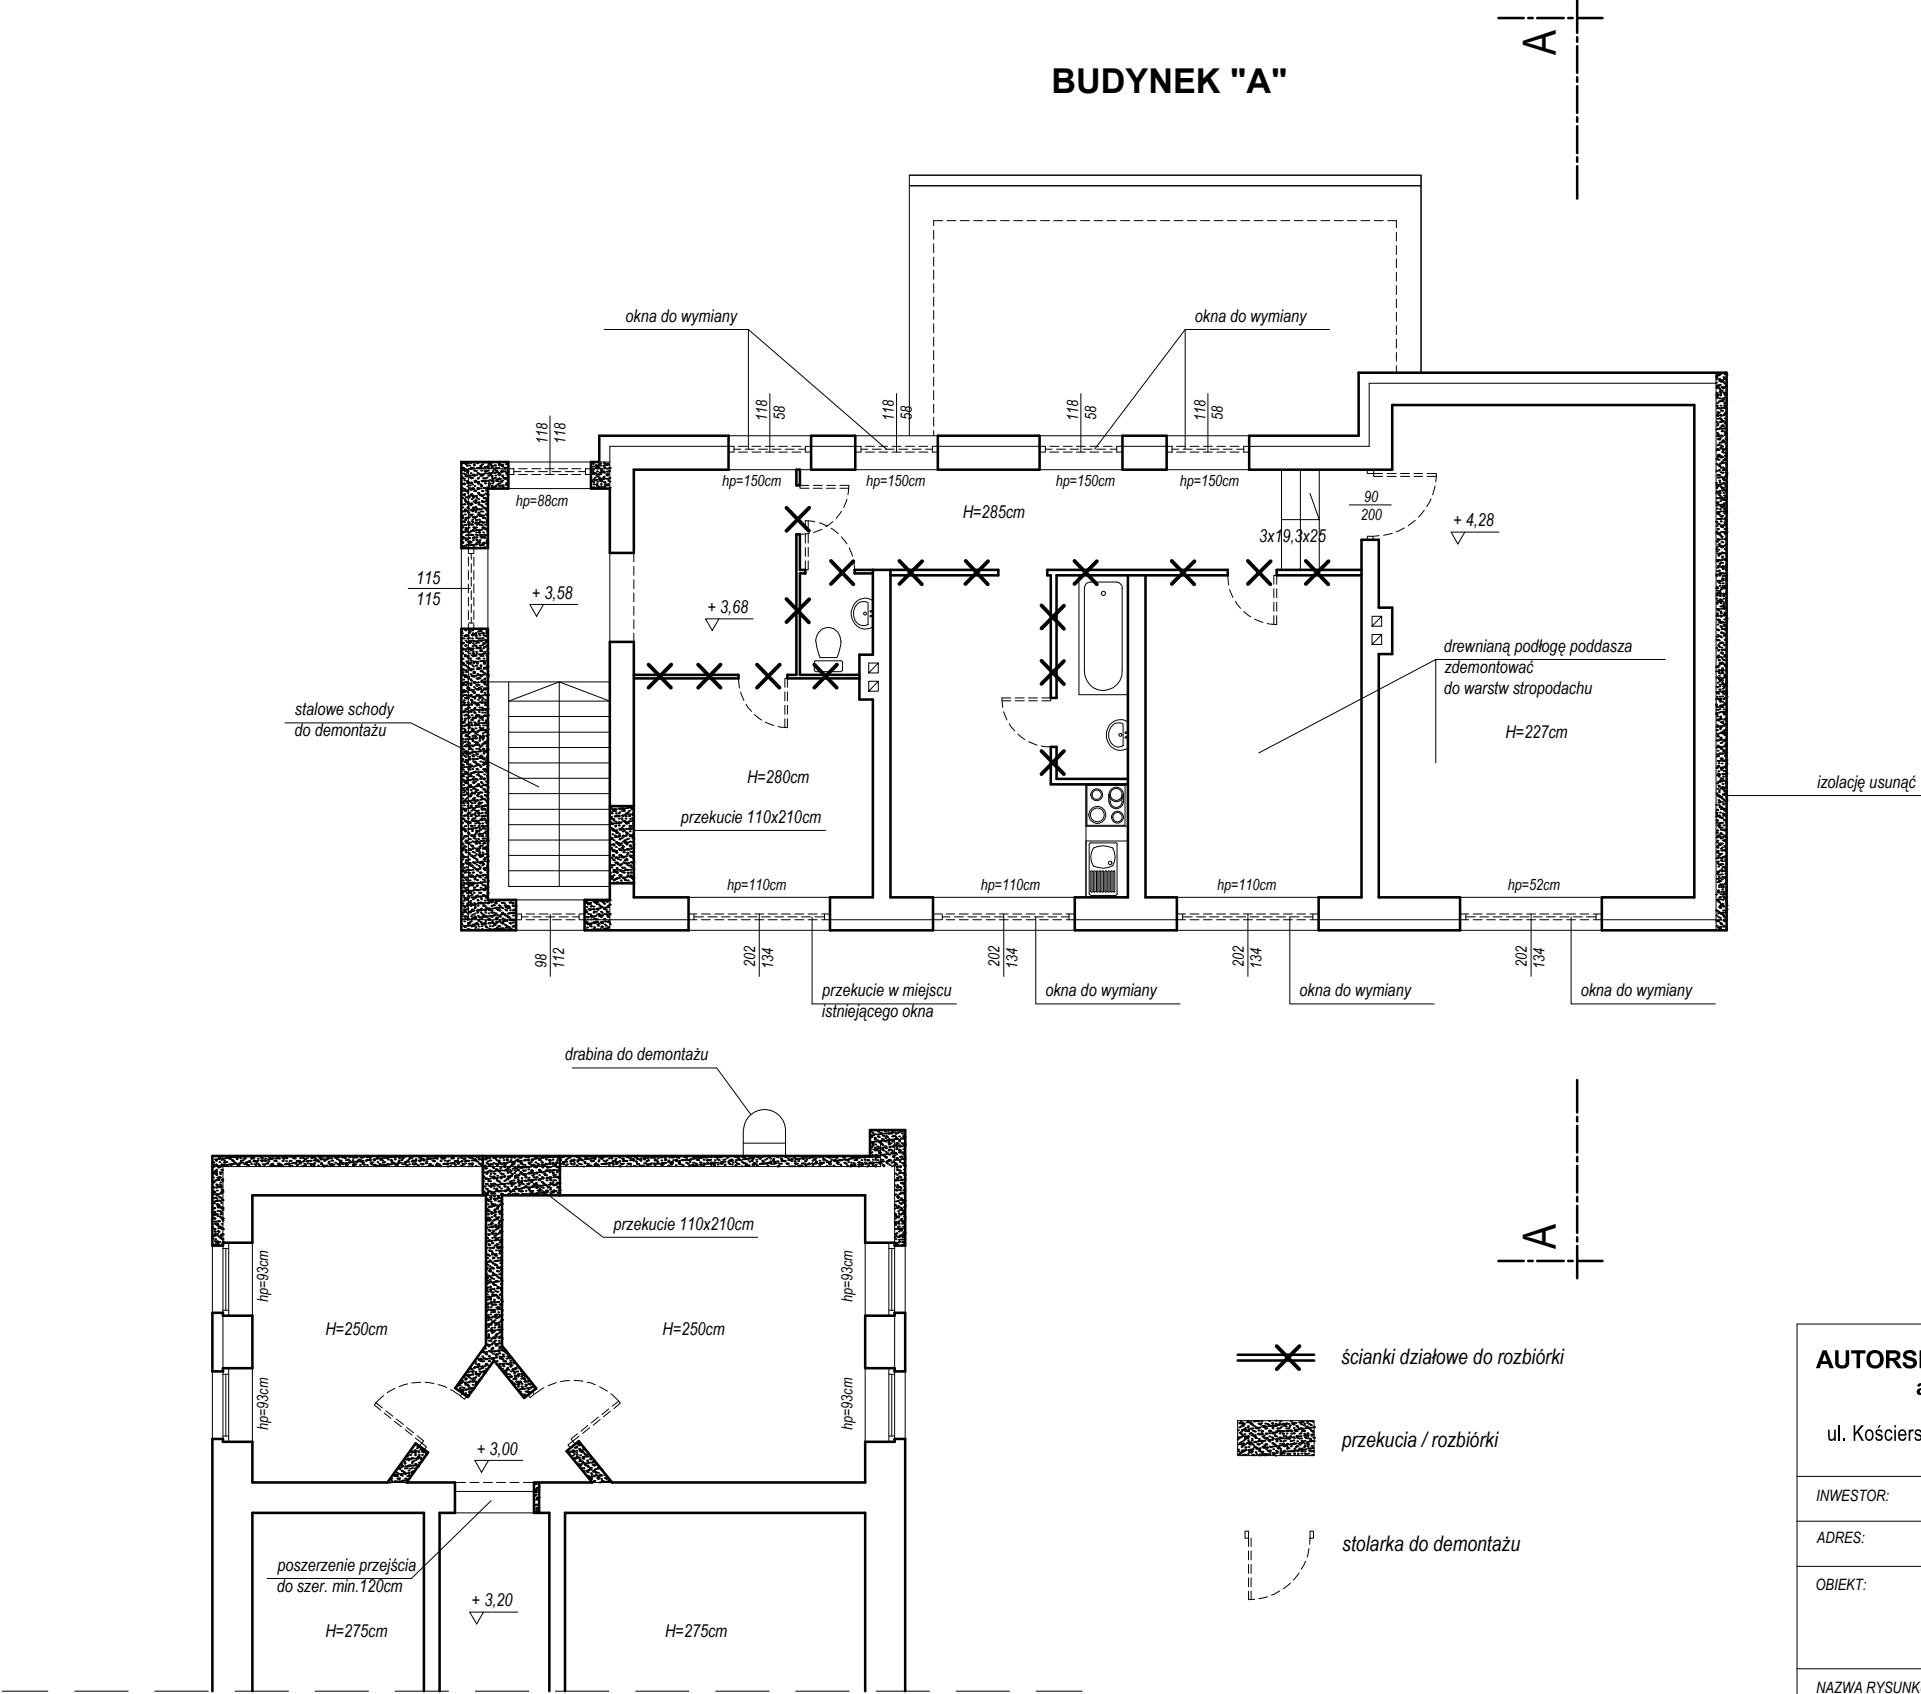 A
BUDYNEK "A"
okna do wymiany
okna do wymiany
118
118
118
58
118
58
118
58
118
58
hp=88cm
hp=150cm
hp=150cm
hp=150cm
hp=150cm
H=285cm
90
200
3x19,3x25
+ 4,28
115
115
+ 3,58
+ 3,68
drewnianą podłogę poddasza
zdemontować
do warstw stropodachu
stalowe schody
do demontażu
H=227cm
H=280cm
izolację usunąć
przekucie 110x210cm
hp=110cm
hp=110cm
hp=110cm
hp=52cm
98
112
202
134
202
134
202
134
202
134
przekucie w miejscu
istniejącego okna
okna do wymiany
okna do wymiany
okna do wymiany
drabina do demontażu
przekucie 110x210cm
A
hp=93cm
hp=93cm
H=250cm
H=250cm
ścianki działowe do rozbiórki
hp=93cm
hp=93cm
przekucia / rozbiórki
+ 3,00
stolarka do demontażu
poszerzenie przejścia
do szer. min.120cm
+ 3,20
H=275cm
H=275cm
ul.
INWESTOR:
ADRES:
OBIEKT:
NAZWA